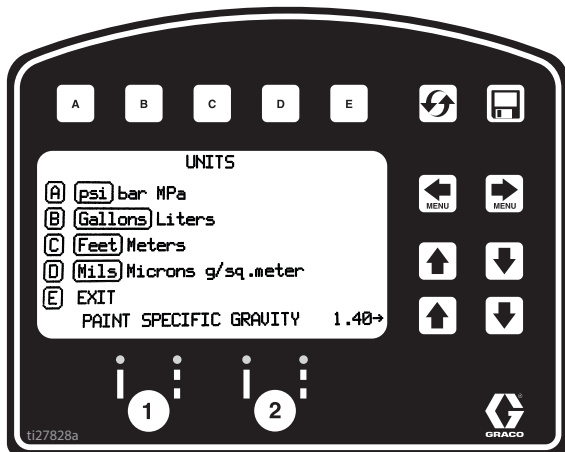 A B C D E
UNITS
A psi bar MPa
B Gallons Liters
C Feet Meters
D Mils Microns g/sq.meter
E EXIT
PAINT SPECIFIC GRAVITY 1.40→
MENU MENU
1 2
ti27828a
GRACO